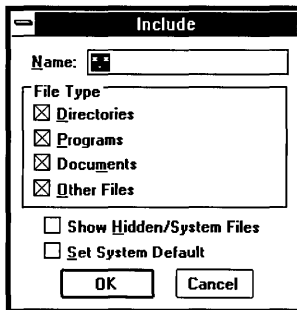 Include
Name: *.*
File Type
Directories
Programs
Documents
Other Files
Show Hidden/System Files
Set System Default
OK Cancel